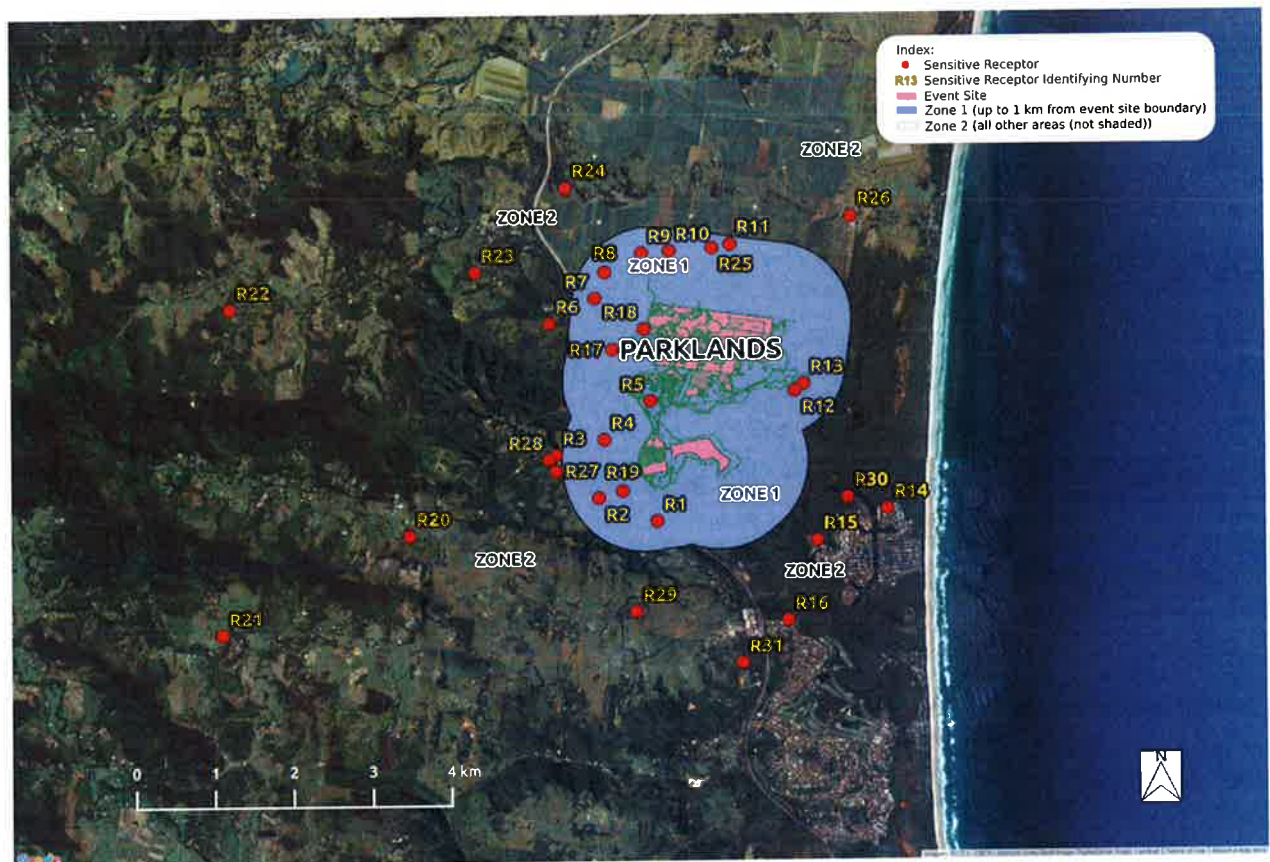 Index:
Sensitive Receptor
R13 Sensitive Receptor Identifying Number
Event Site
Zone 1 (up to 1 km from event site boundary)
Zone 2 (all other areas (not shaded))
ZONE 2
R24
R26
ZONE 2
R11
R9 R10
R8
ZONE 1
R25
R23
R7
R22
R6
R18
R17
PARKLANDS
R13
R5
R12
R4
R3
R28
R27
R19
R30
R14
ZONE 1
R2
R1
R20
R15
ZONE 2
ZONE 2
R29
R16
R21
R31
0 1 2 3 4 km
N